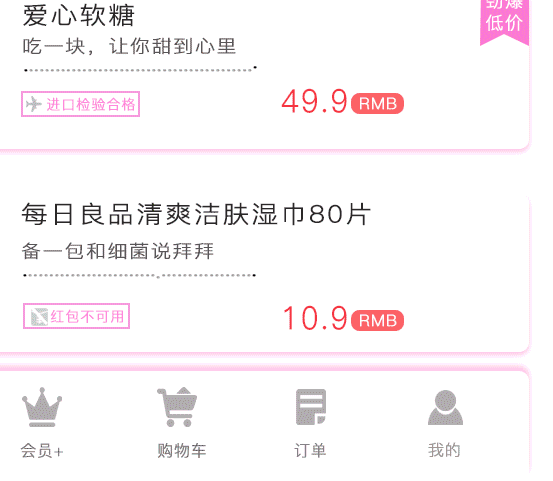 劲爆
低价
爱心软糖
吃一块，让你甜到心里
进口检验合格
49.9 RMB
每日良品清爽洁肤湿巾80片
备一包和细菌说拜拜
红包不可用
10.9 RMB
会员+ 购物车 订单 我的